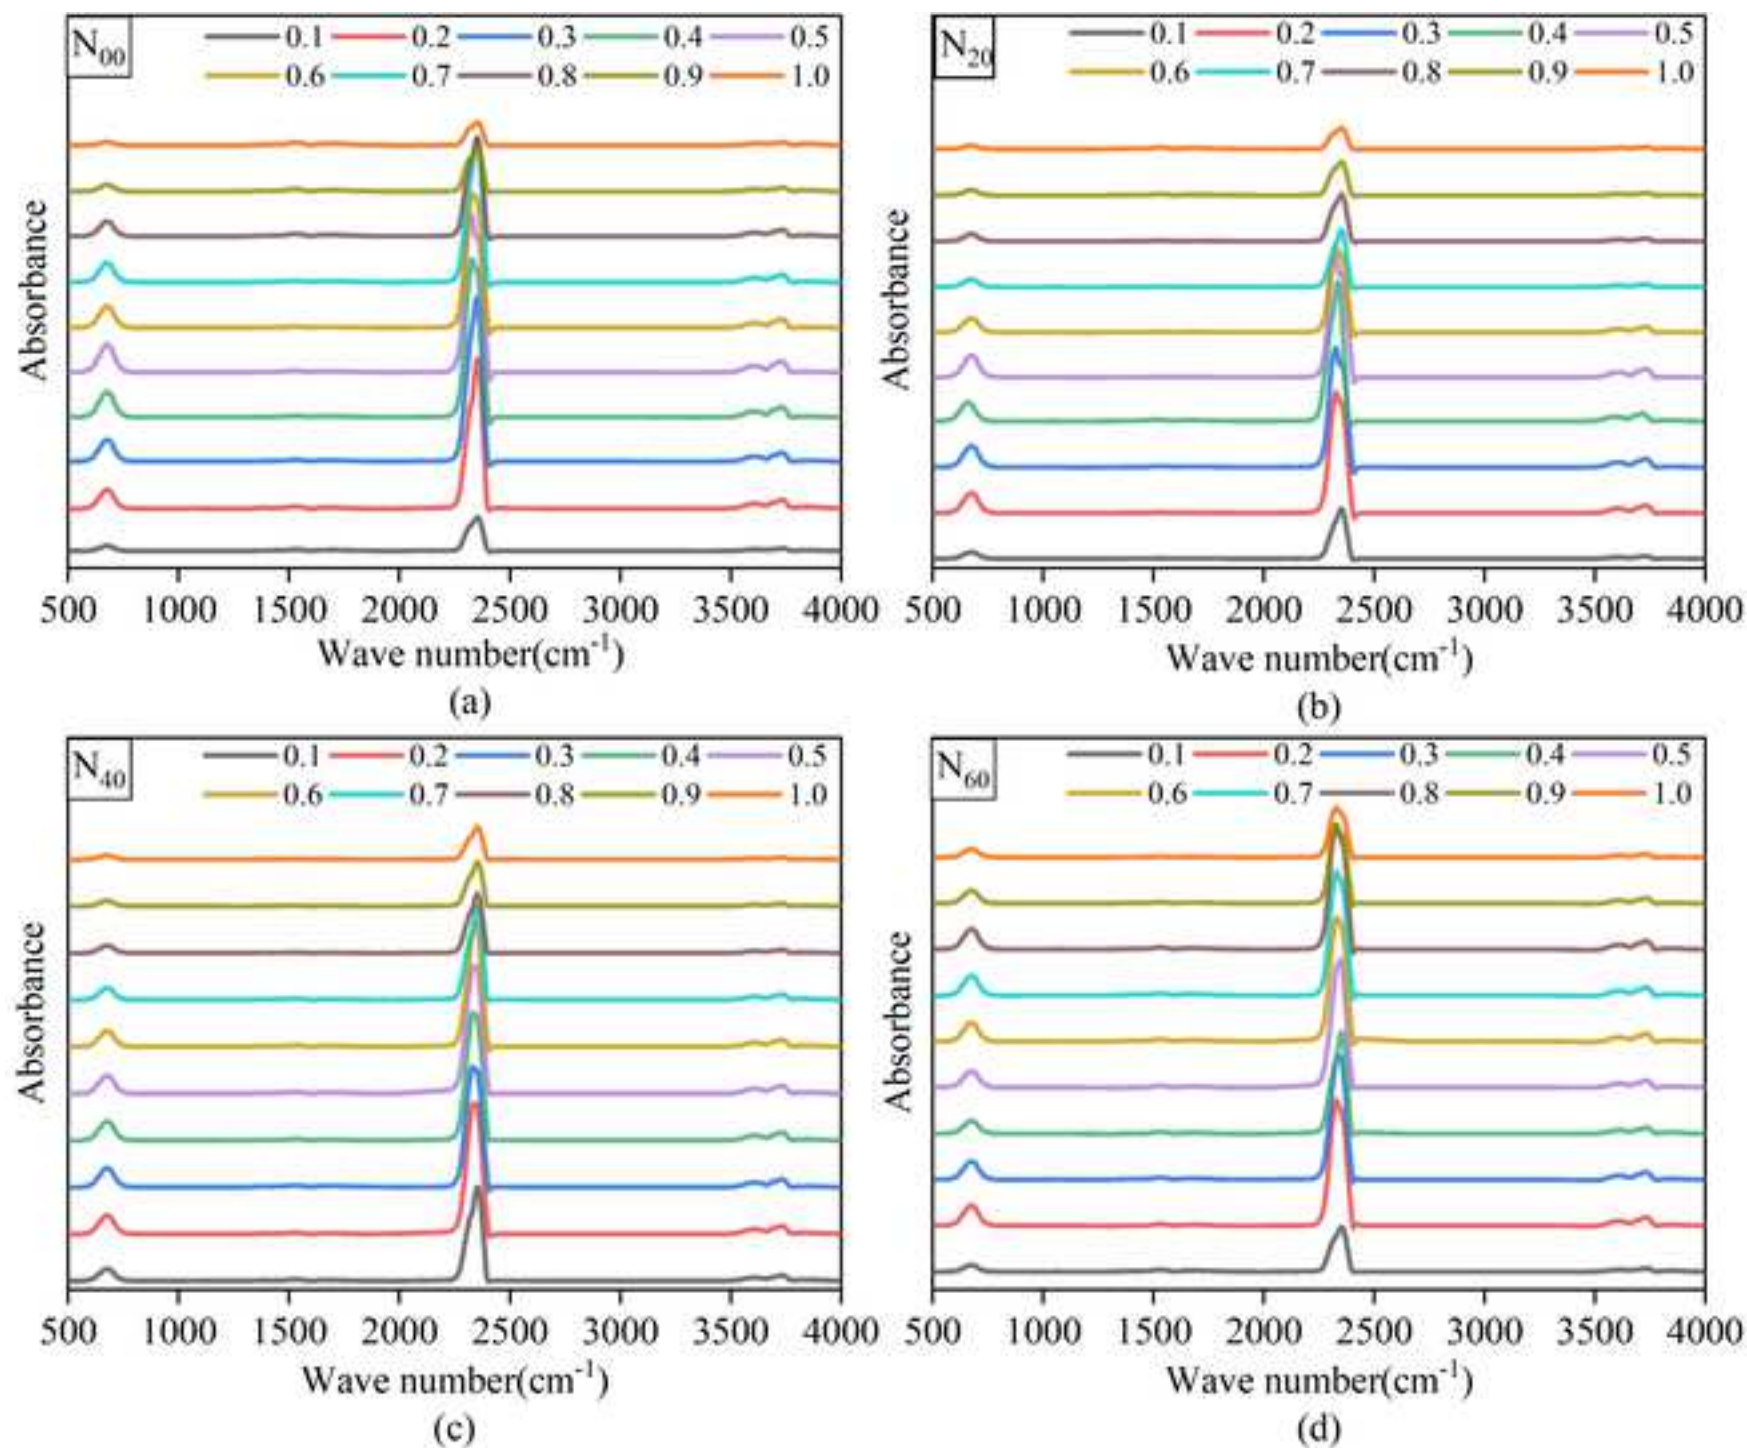 N00 0.1 0.2 0.3 0.4 0.5
0.6 0.7 0.8 0.9 1.0
Absorbance
500 1000 1500 2000 2500 3000 3500 4000
Wave number(cm-1)
(a)
N20 0.1 0.2 0.3 0.4 0.5
0.6 0.7 0.8 0.9 1.0
Absorbance
500 1000 1500 2000 2500 3000 3500 4000
Wave number(cm-1)
(b)
N40 0.1 0.2 0.3 0.4 0.5
0.6 0.7 0.8 0.9 1.0
Absorbance
500 1000 1500 2000 2500 3000 3500 4000
Wave number(cm-1)
(c)
N60 0.1 0.2 0.3 0.4 0.5
0.6 0.7 0.8 0.9 1.0
Absorbance
500 1000 1500 2000 2500 3000 3500 4000
Wave number(cm-1)
(d)